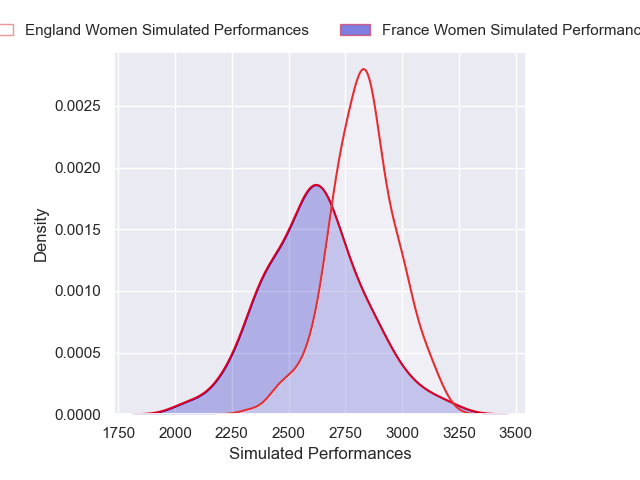 England Women Simulated Performances France Women Simulated Performanc
0.0025
0.0020
0.0015
0.0010
0.0005
0.0000
Density
1750 2000 2250 2500 2750 3000 3250 3500
Simulated Performances